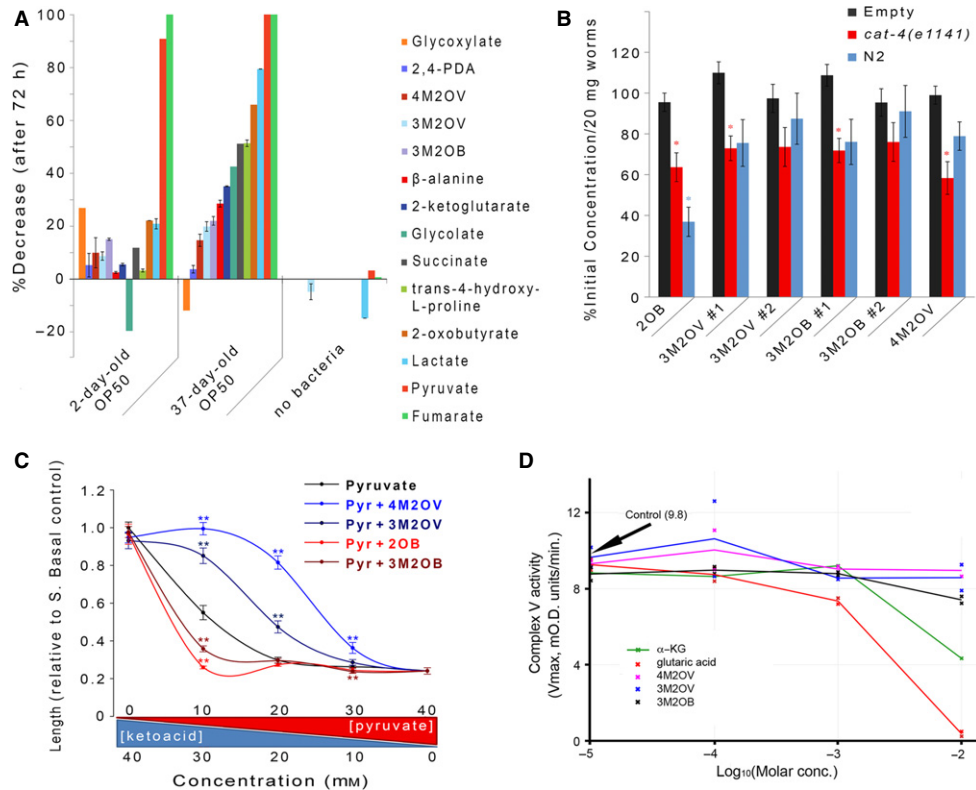 A
%Decrease (after 72 h)
100
80
60
40
20
0
−20
2-day-old
OP50
37-day-old
OP50
no bacteria
Glycoxylate
2,4-PDA
4M2OV
3M2OV
3M2OB
β-alanine
2-ketoglutarate
Glycolate
Succinate
trans-4-hydroxy-
L-proline
2-oxobutyrate
Lactate
Pyruvate
Fumarate
B
Empty
cat-4(e1141)
N2
%Initial Concentration/20 mg worms
120
100
80
60
40
20
0
*
*
*
*
*
2OB
3M2OV #1
3M2OV #2
3M2OB #1
3M2OB #2
4M2OV
C
Length (relative to S. Basal control)
1.2
1.0
0.8
0.6
0.4
0.2
0
Pyruvate
Pyr + 4M2OV
Pyr + 3M2OV
Pyr + 2OB
Pyr + 3M2OB
**
**
**
**
**
**
**
**
0 10 20 30 40
[pyruvate]
[ketoacid]
40 30 20 10 0
Concentration (mM)
D
Complex V activity
(Vmax, mO.D. units/min.)
12
8
4
0
Control (9.8)
α−KG
glutaric acid
4M2OV
3M2OV
3M2OB
−5 −4 −3 −2
Log10(Molar conc.)